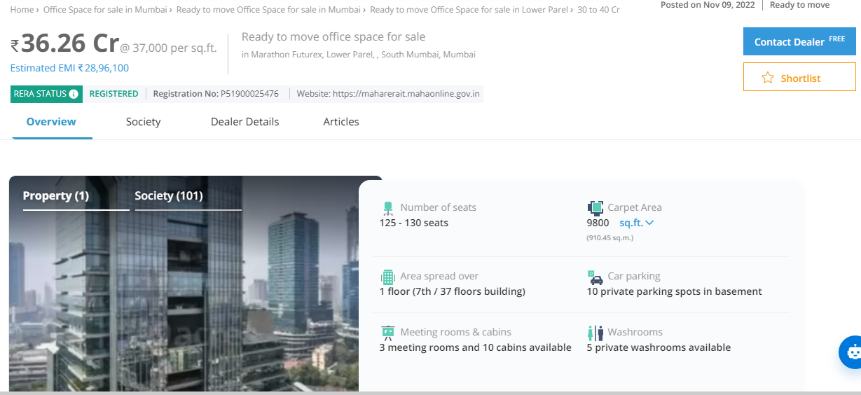 Home › Office Space for sale in Mumbai › Ready to move Office Space for sale in Mumbai › Ready to move Office Space for sale in Lower Parel › 30 to 40 Cr
Posted on Nov 09, 2022 | Ready to move
₹36.26 Cr @ 37,000 per sq.ft.
Estimated EMI ₹28,96,100
Ready to move office space for sale
in Marathon Futurex, Lower Parel, , South Mumbai, Mumbai
Contact Dealer FREE
Shortlist
RERA STATUS REGISTERED | Registration No: P51900025476 | Website: https://maharerait.mahaonline.gov.in
Overview Society Dealer Details Articles
Property (1) Society (101)
Number of seats
125 - 130 seats
Carpet Area
9800 sq.ft.
(910.45 sq.m.)
Area spread over
1 floor (7th / 37 floors building)
Car parking
10 private parking spots in basement
Meeting rooms & cabins
3 meeting rooms and 10 cabins available
Washrooms
5 private washrooms available